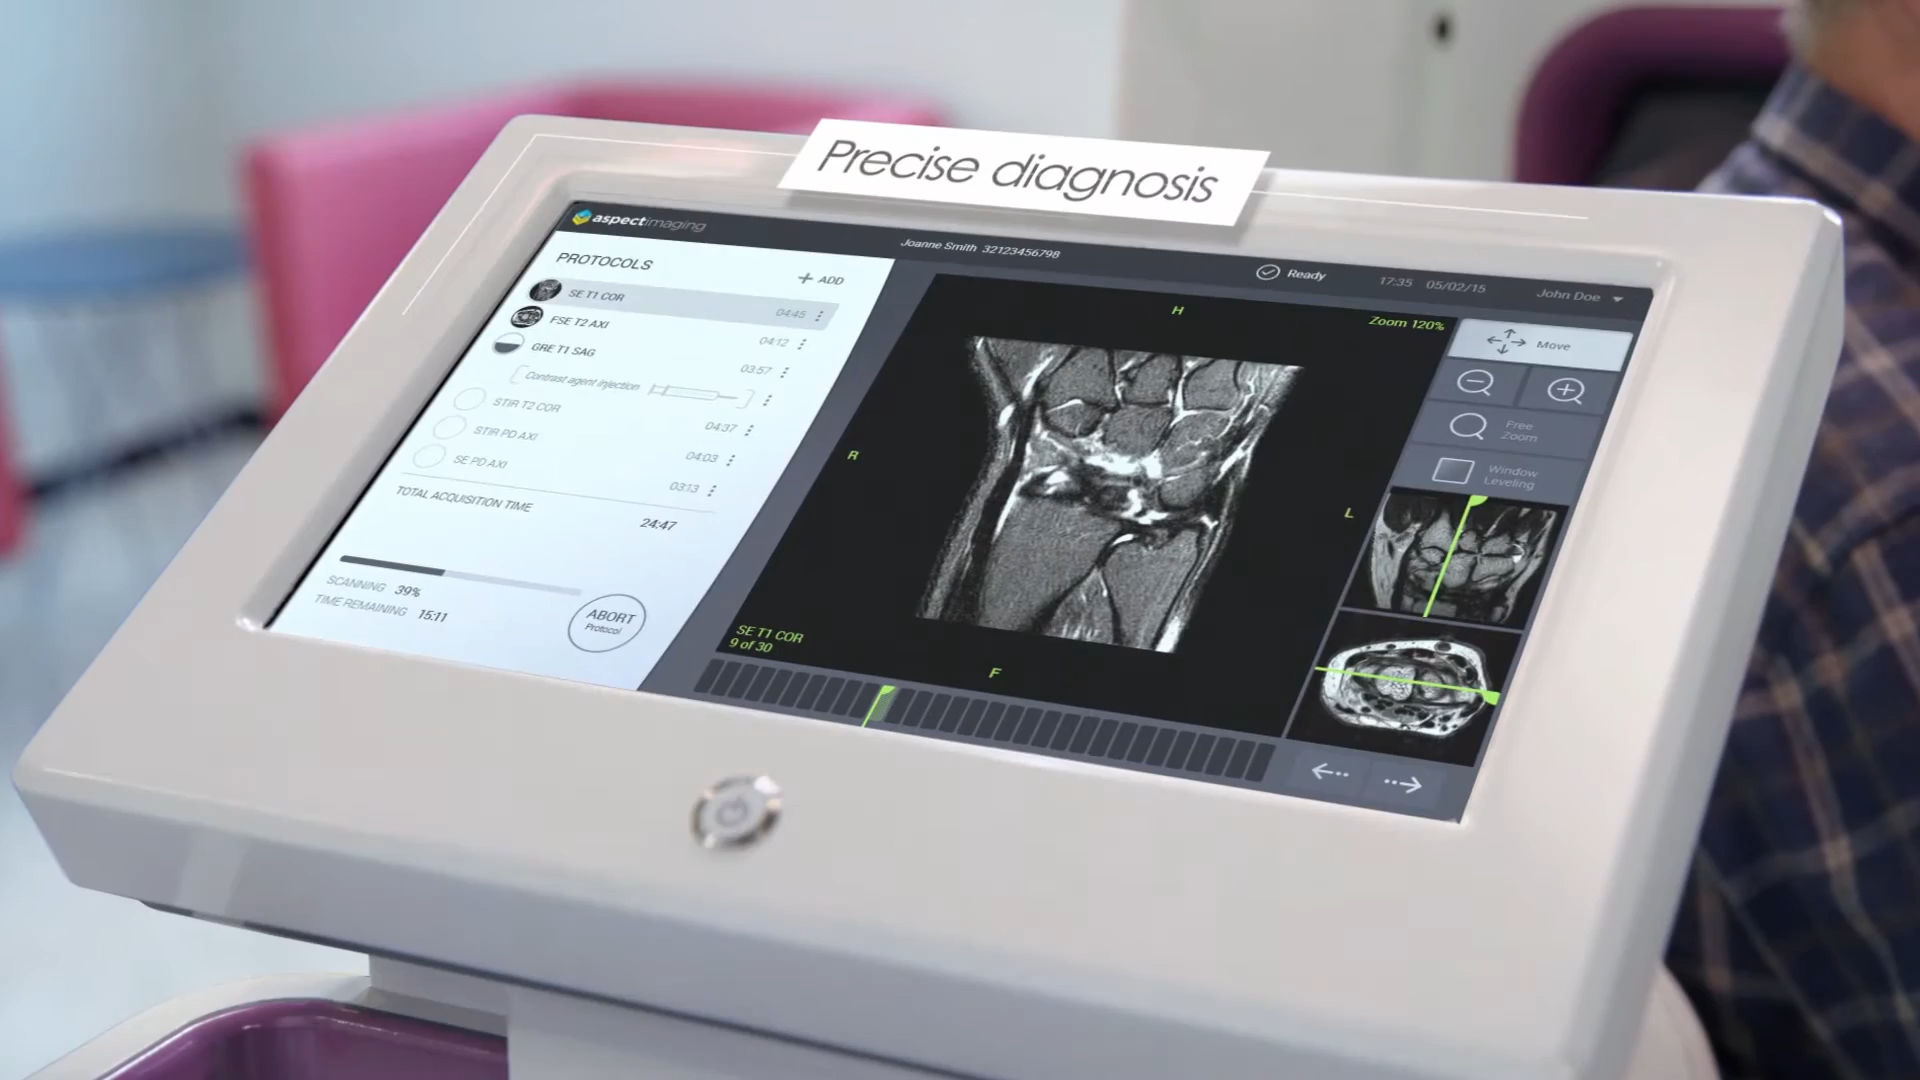 Precise diagnosis
aspectimaging
Joanne Smith 32123456798
Ready
17:35 05/02/15
John Doe
PROTOCOLS
ADD
SE T1 COR 04:45
FSE T2 AXI 04:12
GRE T1 SAG 03:57
Contrast agent injection
STIR T2 COR 04:37
STIR PD AXI 04:03
SE PD AXI 03:13
TOTAL ACQUISITION TIME 24:47
SCANNING 39%
TIME REMAINING 15:11
ABORT
Protocol
H
Zoom 120%
R
L
F
SE T1 COR
9 of 30
Move
Free
Zoom
Window
Leveling